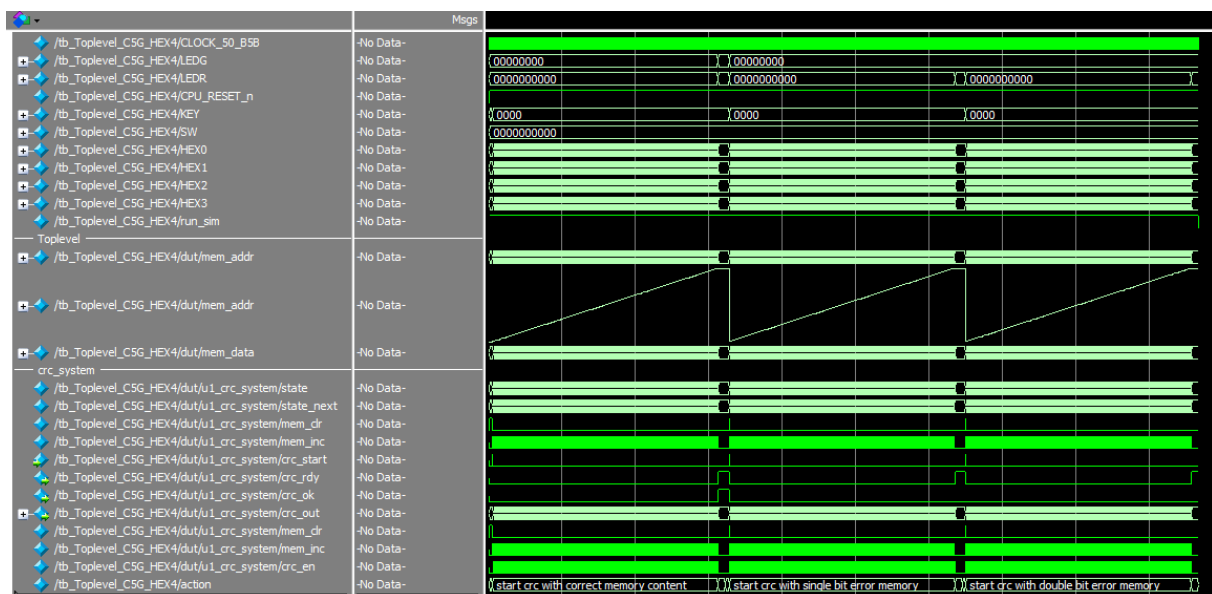 Msgs
/tb_Toplevel_C5G_HEX4/CLOCK_50_B5B -No Data-
/tb_Toplevel_C5G_HEX4/LEDG -No Data- 00000000 00000000
/tb_Toplevel_C5G_HEX4/LEDR -No Data- 0000000000 0000000000 0000000000
/tb_Toplevel_C5G_HEX4/CPU_RESET_n -No Data-
/tb_Toplevel_C5G_HEX4/KEY -No Data- 0000 0000 0000
/tb_Toplevel_C5G_HEX4/SW -No Data- 0000000000
/tb_Toplevel_C5G_HEX4/HEX0 -No Data-
/tb_Toplevel_C5G_HEX4/HEX1 -No Data-
/tb_Toplevel_C5G_HEX4/HEX2 -No Data-
/tb_Toplevel_C5G_HEX4/HEX3 -No Data-
/tb_Toplevel_C5G_HEX4/run_sim -No Data-
Toplevel
/tb_Toplevel_C5G_HEX4/dut/mem_addr -No Data-
/tb_Toplevel_C5G_HEX4/dut/mem_addr -No Data-
/tb_Toplevel_C5G_HEX4/dut/mem_data -No Data-
crc_system
/tb_Toplevel_C5G_HEX4/dut/u1_crc_system/state -No Data-
/tb_Toplevel_C5G_HEX4/dut/u1_crc_system/state_next -No Data-
/tb_Toplevel_C5G_HEX4/dut/u1_crc_system/mem_clr -No Data-
/tb_Toplevel_C5G_HEX4/dut/u1_crc_system/mem_inc -No Data-
/tb_Toplevel_C5G_HEX4/dut/u1_crc_system/crc_start -No Data-
/tb_Toplevel_C5G_HEX4/dut/u1_crc_system/crc_rdy -No Data-
/tb_Toplevel_C5G_HEX4/dut/u1_crc_system/crc_ok -No Data-
/tb_Toplevel_C5G_HEX4/dut/u1_crc_system/crc_out -No Data-
/tb_Toplevel_C5G_HEX4/dut/u1_crc_system/mem_clr -No Data-
/tb_Toplevel_C5G_HEX4/dut/u1_crc_system/mem_inc -No Data-
/tb_Toplevel_C5G_HEX4/dut/u1_crc_system/crc_en -No Data-
/tb_Toplevel_C5G_HEX4/action -No Data- start crc with correct memory content start crc with single bit error memory start crc with double bit error memory